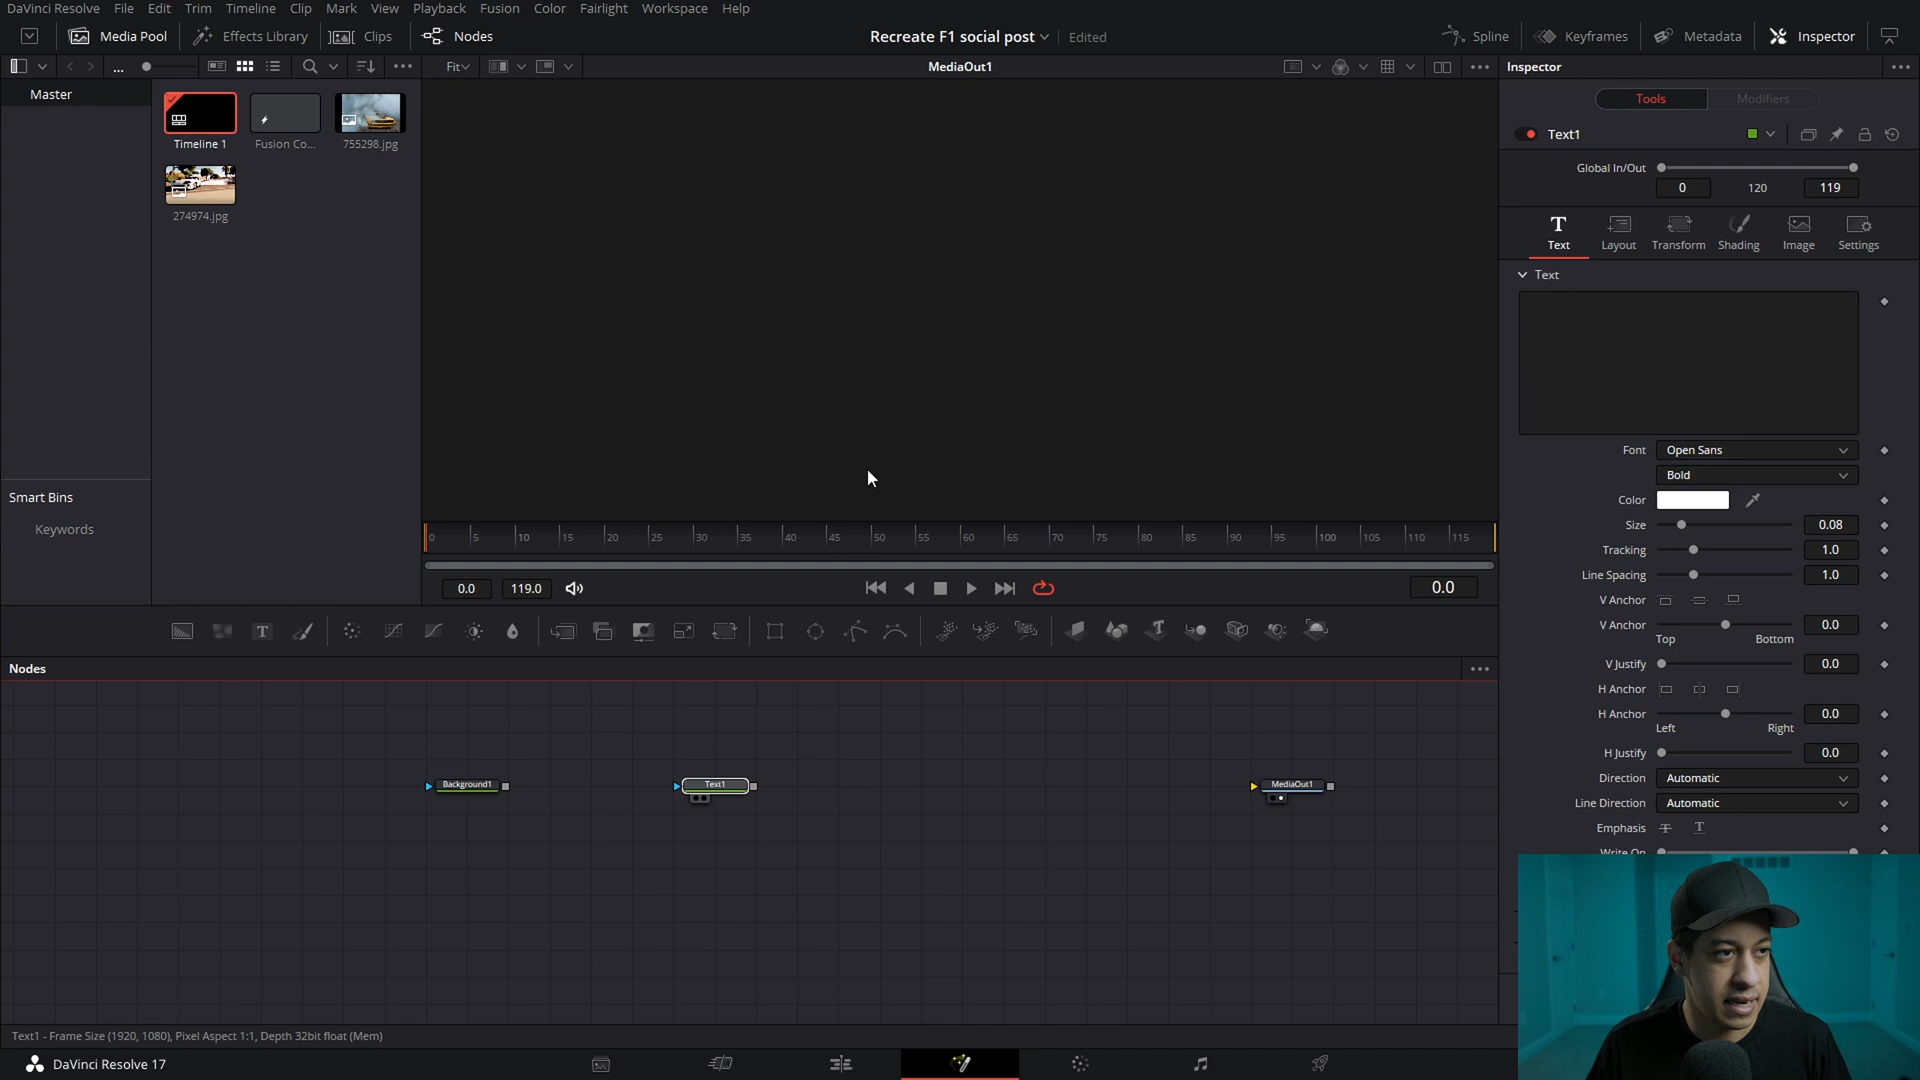 DaVinci Resolve File Edit Trim Timeline Clip Mark View Playback Fusion Color Fairlight Workspace Help
Media Pool Effects Library Clips Nodes Recreate F1 social post Edited Spline Keyframes Metadata Inspector
... Fit MediaOut1 Inspector
Master
Tools Modifiers
Timeline 1 Fusion Co... 755298.jpg
Text1
Global In/Out
0 120 119
274974.jpg
Text Layout Transform Shading Image Settings
Text
Font Open Sans
Bold
Smart Bins
Color
Keywords
Size 0.08
0 5 10 15 20 25 30 35 40 45 50 55 60 65 70 75 80 85 90 95 100 105 110 115
Tracking 1.0
Line Spacing 1.0
0.0 119.0 0.0
V Anchor
V Anchor 0.0
Top Bottom
Nodes
V Justify 0.0
H Anchor
H Anchor 0.0
Left Right
H Justify 0.0
Direction Automatic
Background1 Text1 MediaOut1
Line Direction Automatic
Emphasis
Write On
Text1 - Frame Size (1920, 1080), Pixel Aspect 1:1, Depth 32bit float (Mem)
DaVinci Resolve 17